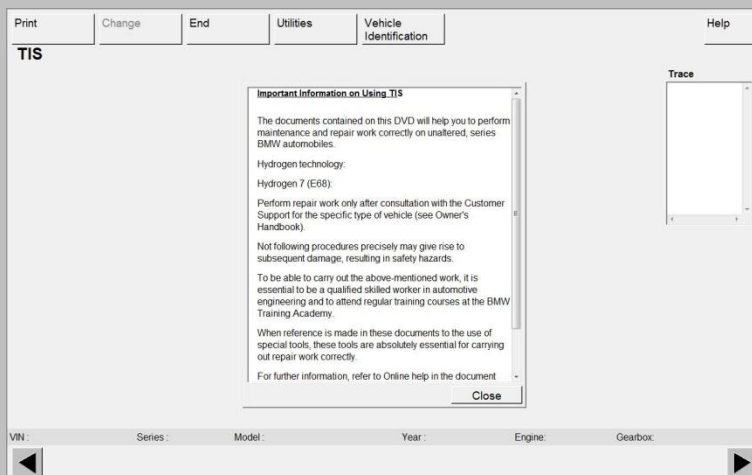 Print
Change
End
Utilities
Vehicle
Identification
Help
TIS
Trace
Important Information on Using TIS
The documents contained on this DVD will help you to perform
maintenance and repair work correctly on unaltered, series
BMW automobiles.
Hydrogen technology:
Hydrogen 7 (E68):
Perform repair work only after consultation with the Customer
Support for the specific type of vehicle (see Owner's
Handbook).
Not following procedures precisely may give rise to
subsequent damage, resulting in safety hazards.
To be able to carry out the above-mentioned work, it is
essential to be a qualified skilled worker in automotive
engineering and to attend regular training courses at the BMW
Training Academy.
When reference is made in these documents to the use of
special tools, these tools are absolutely essential for carrying
out repair work correctly.
For further information, refer to Online help in the document
Close
VIN :
Series :
Model :
Year :
Engine:
Gearbox: